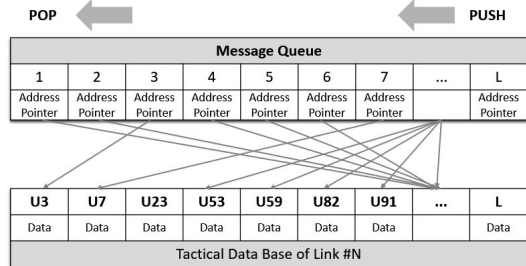 POP PUSH
Message Queue
1 2 3 4 5 6 7 ... L
Address Address Address Address Address Address Address Address
Pointer Pointer Pointer Pointer Pointer Pointer Pointer Pointer
U3 U7 U23 U53 U59 U82 U91 ... L
Data Data Data Data Data Data Data Data
Tactical Data Base of Link #N